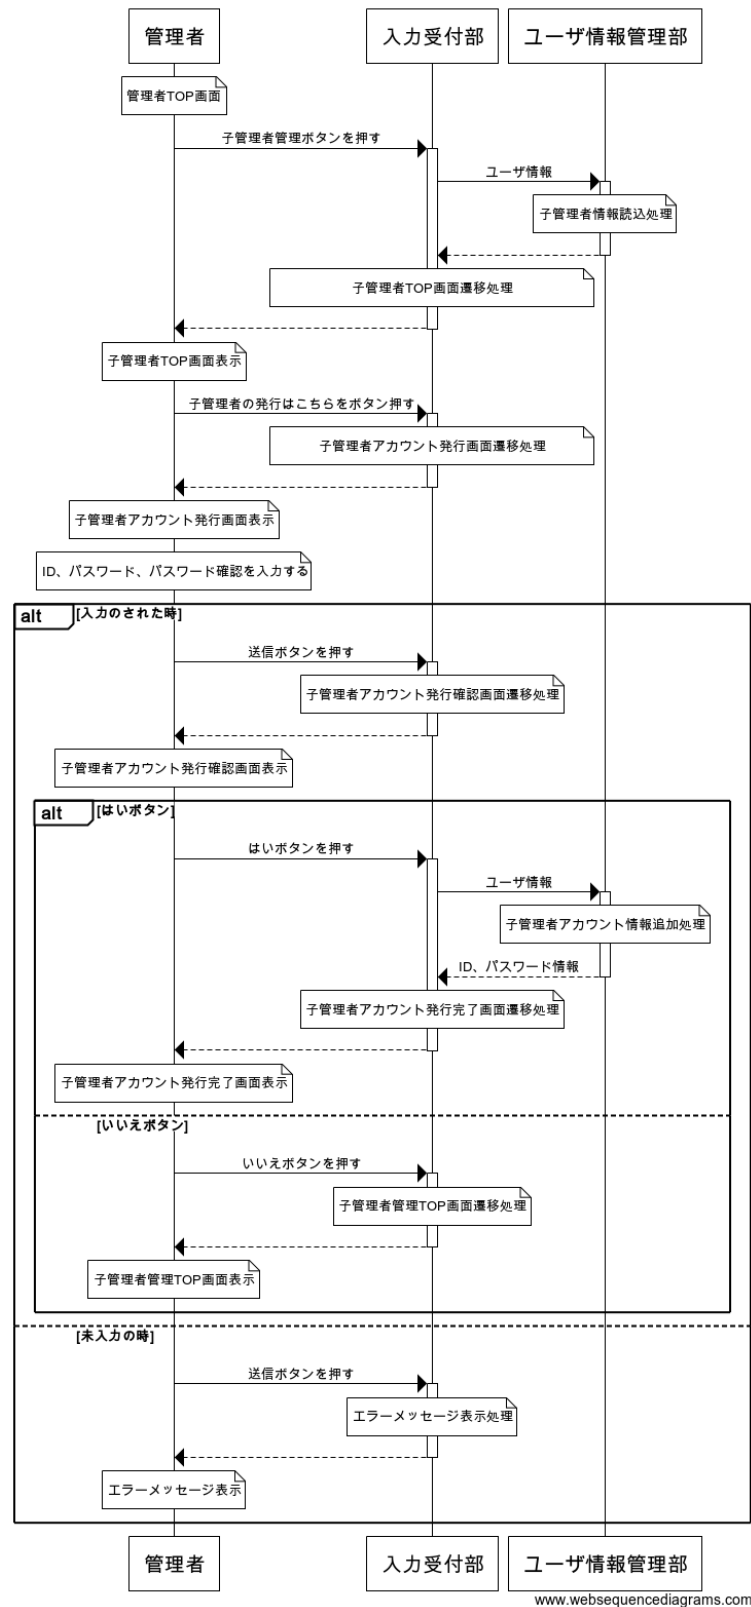 管理者
入力受付部
ユーザ情報管理部
管理者TOP画面
子管理者管理ボタンを押す
ユーザ情報
子管理者情報読込処理
子管理者TOP画面遷移処理
子管理者TOP画面表示
子管理者の発行はこちらをボタン押す
子管理者アカウント発行画面遷移処理
子管理者アカウント発行画面表示
ID、パスワード、パスワード確認を入力する
alt
[入力のされた時]
送信ボタンを押す
子管理者アカウント発行確認画面遷移処理
子管理者アカウント発行確認画面表示
alt
[はいボタン]
はいボタンを押す
ユーザ情報
子管理者アカウント情報追加処理
ID、パスワード情報
子管理者アカウント発行完了画面遷移処理
子管理者アカウント発行完了画面表示
[いいえボタン]
いいえボタンを押す
子管理者管理TOP画面遷移処理
子管理者管理TOP画面表示
[未入力の時]
送信ボタンを押す
エラーメッセージ表示処理
エラーメッセージ表示
管理者
入力受付部
ユーザ情報管理部
www.websequencediagrams.com